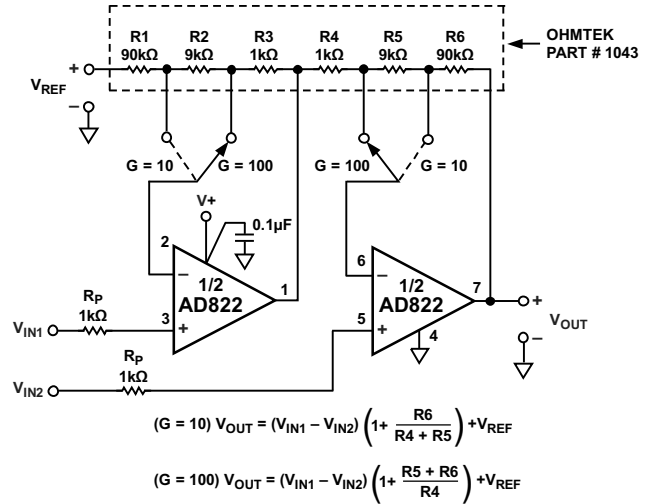 R1 R2 R3 R4 R5 R6
90kΩ 9kΩ 1kΩ 1kΩ 9kΩ 90kΩ
OHMTEK
PART # 1043
+
VREF
–
G = 10 G = 100
G = 100 G = 10
V+
0.1µF
2
–
1/2
AD822
1
3
+
6
–
1/2
AD822
7
5
+
4
RP
1kΩ
VIN1
RP
1kΩ
VIN2
+
VOUT
–
(G = 10) VOUT = (VIN1 – VIN2) (1+ R6 / R4 + R5) +VREF
(G = 100) VOUT = (VIN1 – VIN2) (1+ R5 + R6 / R4) +VREF